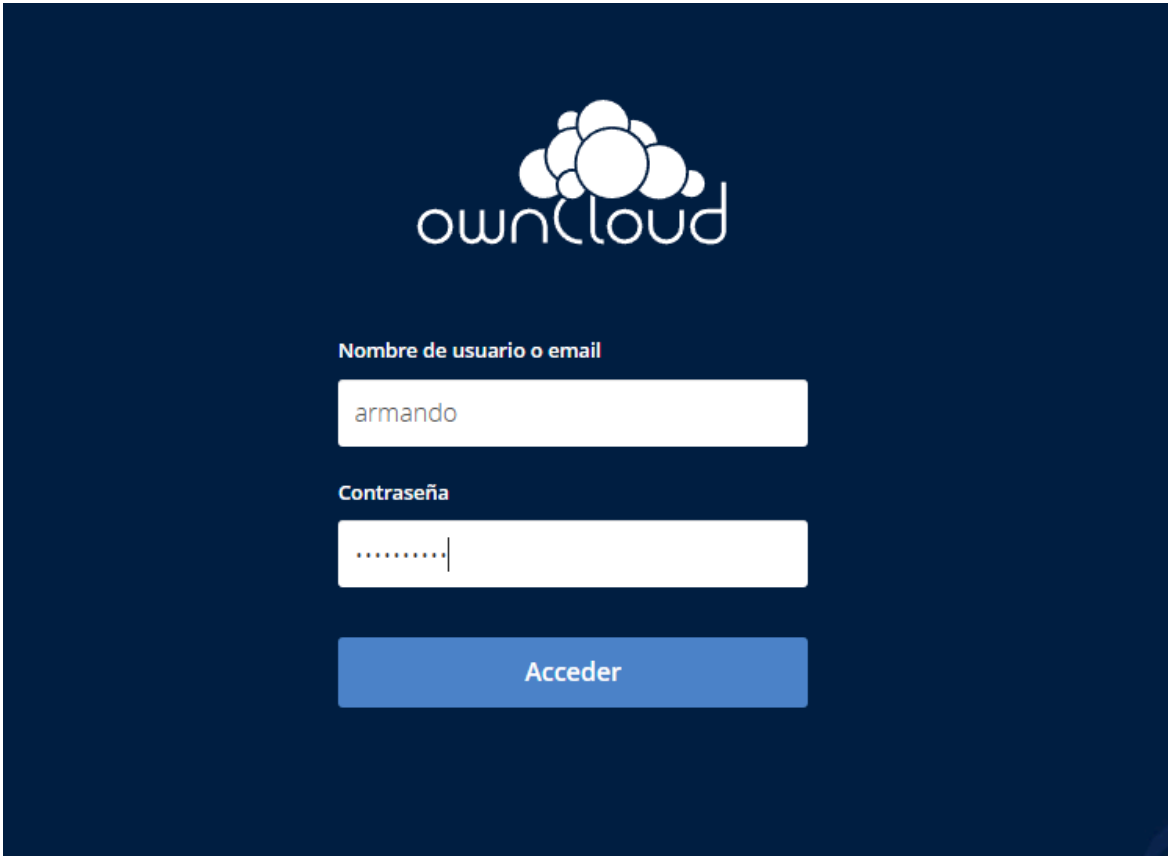 ownCloud
Nombre de usuario o email
armando
Contraseña
••••••••••
Acceder